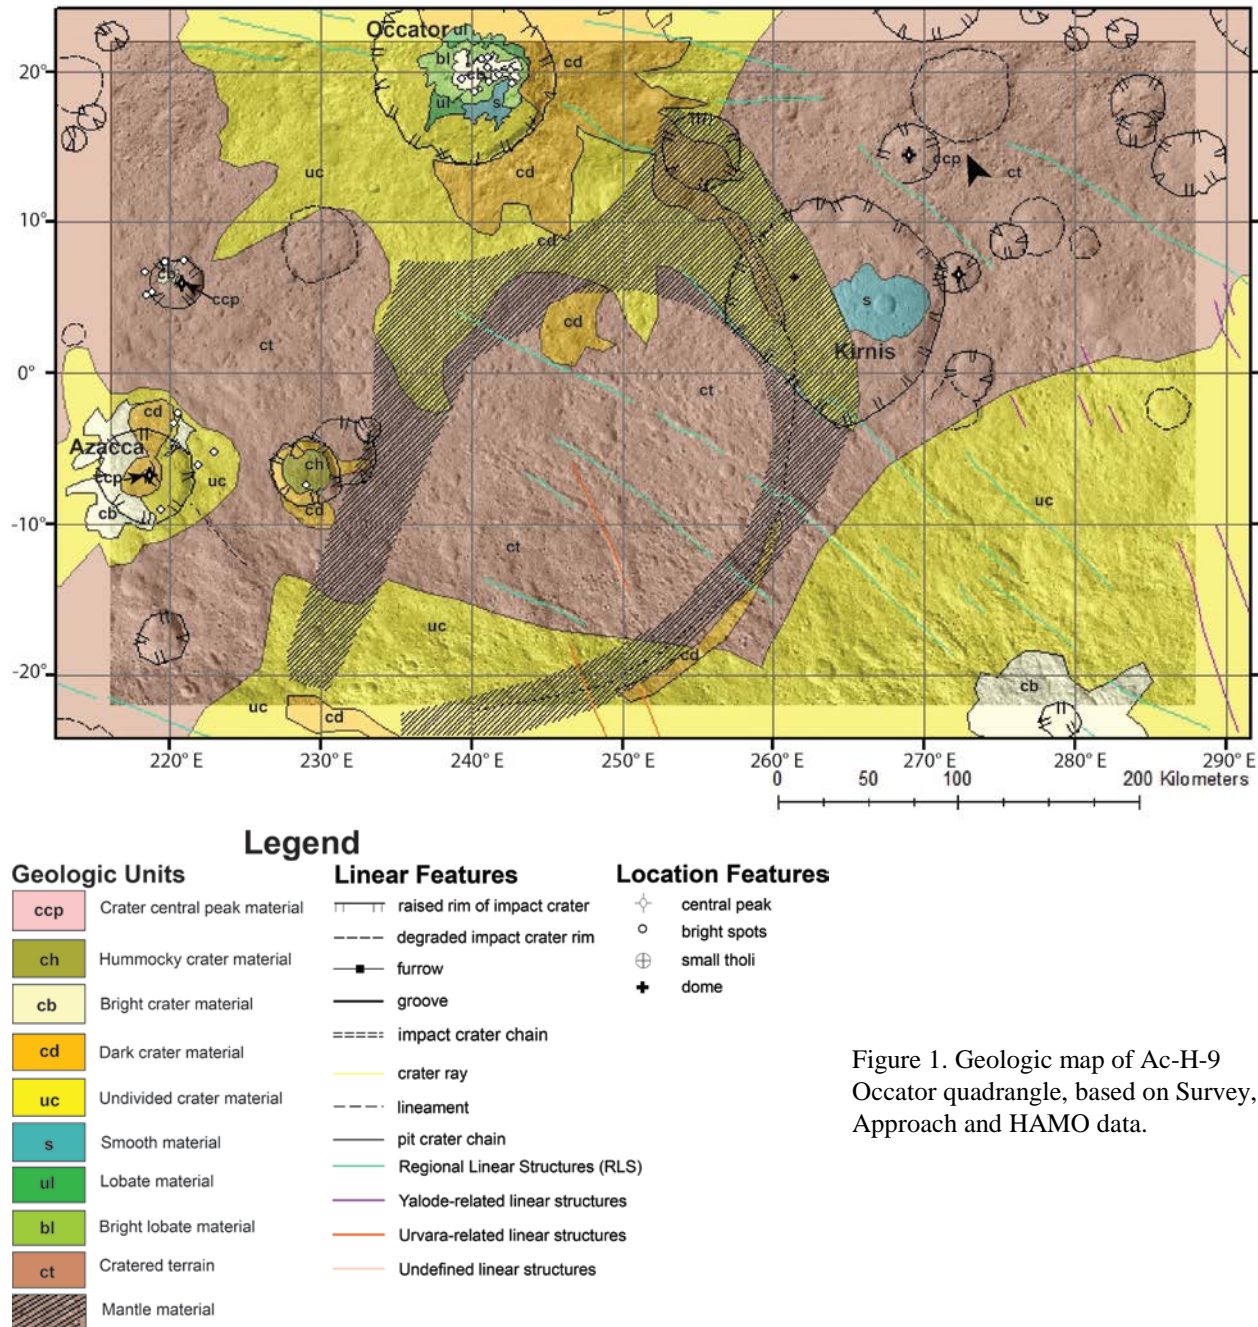 Occator
ul
bl
cb
cd
20°
ul
s
ccp
ct
uc
cd
10°
cd
cb
ccp
s
cd
Kirnis
ct
0°
ct
cd
Azacca
ch
ccp
uc
uc
cb
cd
-10°
ct
uc
cd
-20°
cb
uc
cd
220° E
230° E
240° E
250° E
260° E
270° E
280° E
290° E
0
50
100
200 Kilometers
Legend
Geologic Units
ccp Crater central peak material
ch Hummocky crater material
cb Bright crater material
cd Dark crater material
uc Undivided crater material
s Smooth material
ul Lobate material
bl Bright lobate material
ct Cratered terrain
Mantle material
Linear Features
raised rim of impact crater
degraded impact crater rim
furrow
groove
impact crater chain
crater ray
lineament
pit crater chain
Regional Linear Structures (RLS)
Yalode-related linear structures
Urvara-related linear structures
Undefined linear structures
Location Features
central peak
bright spots
small tholi
dome
Figure 1. Geologic map of Ac-H-9
Occator quadrangle, based on Survey,
Approach and HAMO data.